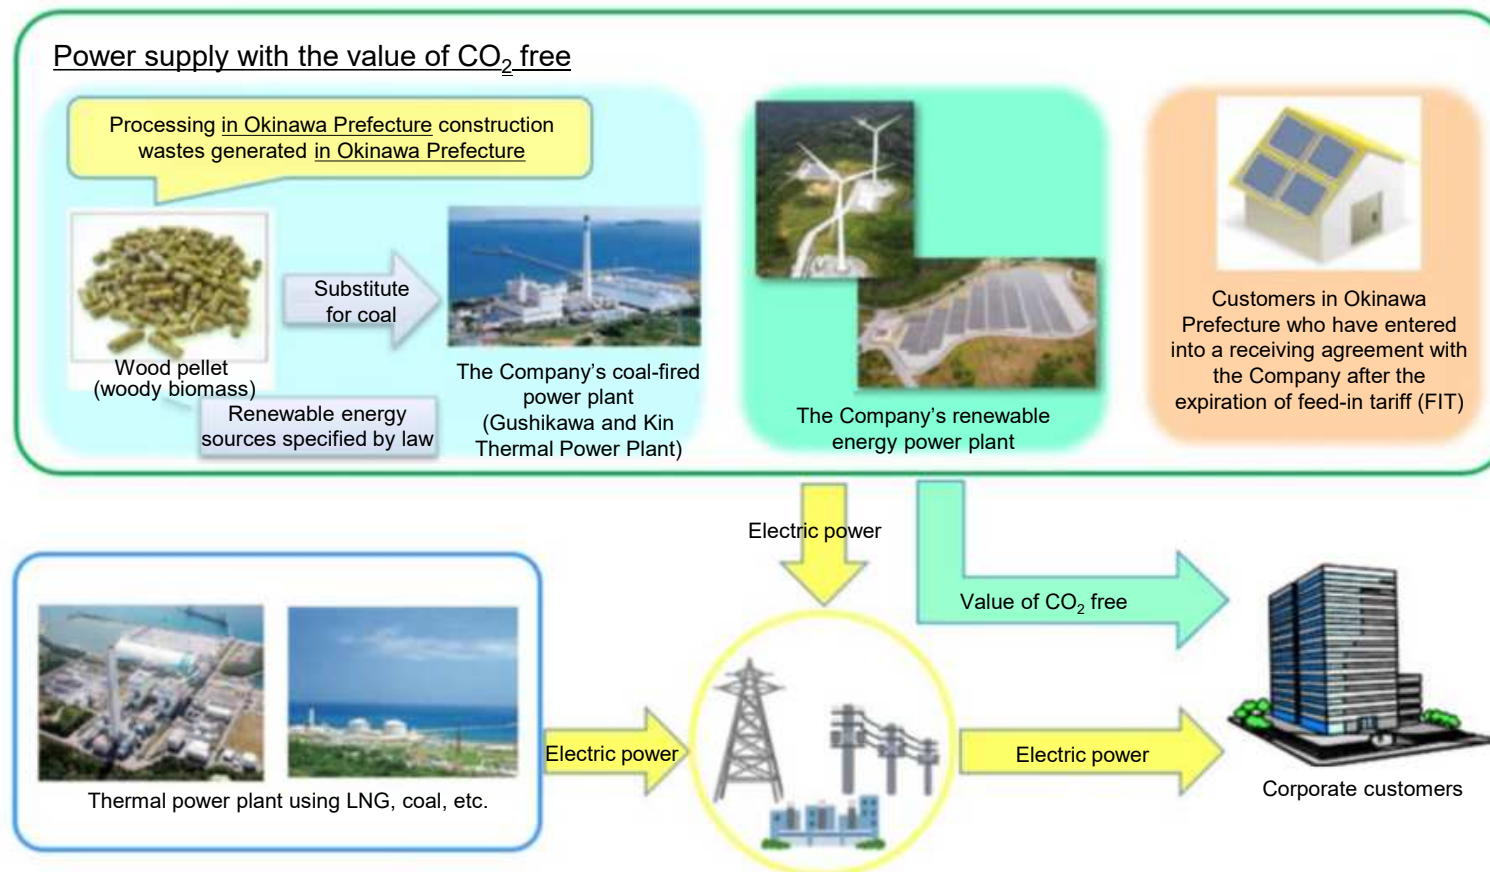 Power supply with the value of CO₂ free
Processing in Okinawa Prefecture construction
wastes generated in Okinawa Prefecture
Substitute
for coal
Wood pellet
(woody biomass)
Renewable energy
sources specified by law
The Company's coal-fired
power plant
(Gushikawa and Kin
Thermal Power Plant)
The Company's renewable
energy power plant
Customers in Okinawa
Prefecture who have entered
into a receiving agreement with
the Company after the
expiration of feed-in tariff (FIT)
Electric power
Value of CO₂ free
Electric power
Electric power
Thermal power plant using LNG, coal, etc.
Corporate customers